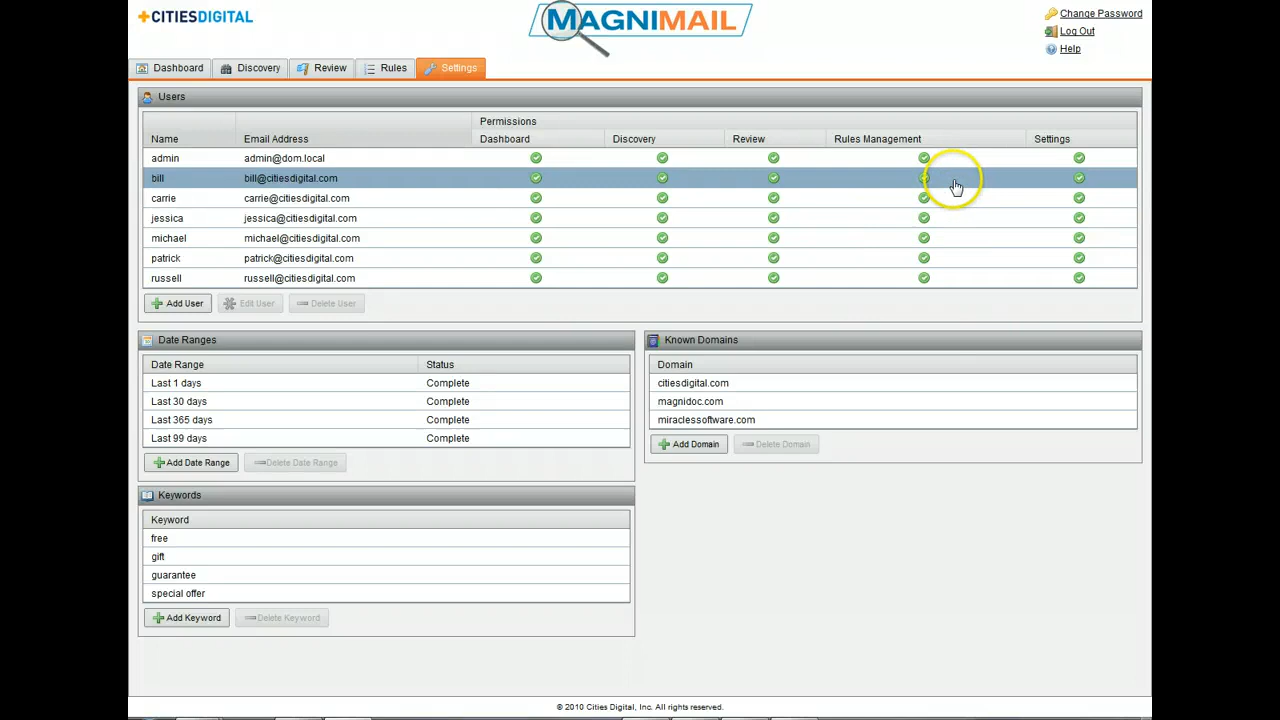 CITIESDIGITAL
MAGNIMAIL
Change Password
Log Out
Help
Dashboard Discovery Review Rules Settings
Users
Permissions
Name Email Address Dashboard Discovery Review Rules Management Settings
admin admin@dom.local
bill bill@citiesdigital.com
carrie carrie@citiesdigital.com
jessica jessica@citiesdigital.com
michael michael@citiesdigital.com
patrick patrick@citiesdigital.com
russell russell@citiesdigital.com
Add User Edit User Delete User
Date Ranges
Date Range Status
Last 1 days Complete
Last 30 days Complete
Last 365 days Complete
Last 99 days Complete
Add Date Range Delete Date Range
Known Domains
Domain
citiesdigital.com
magnidoc.com
miraclessoftware.com
Add Domain Delete Domain
Keywords
Keyword
free
gift
guarantee
special offer
Add Keyword Delete Keyword
© 2010 Cities Digital, Inc. All rights reserved.